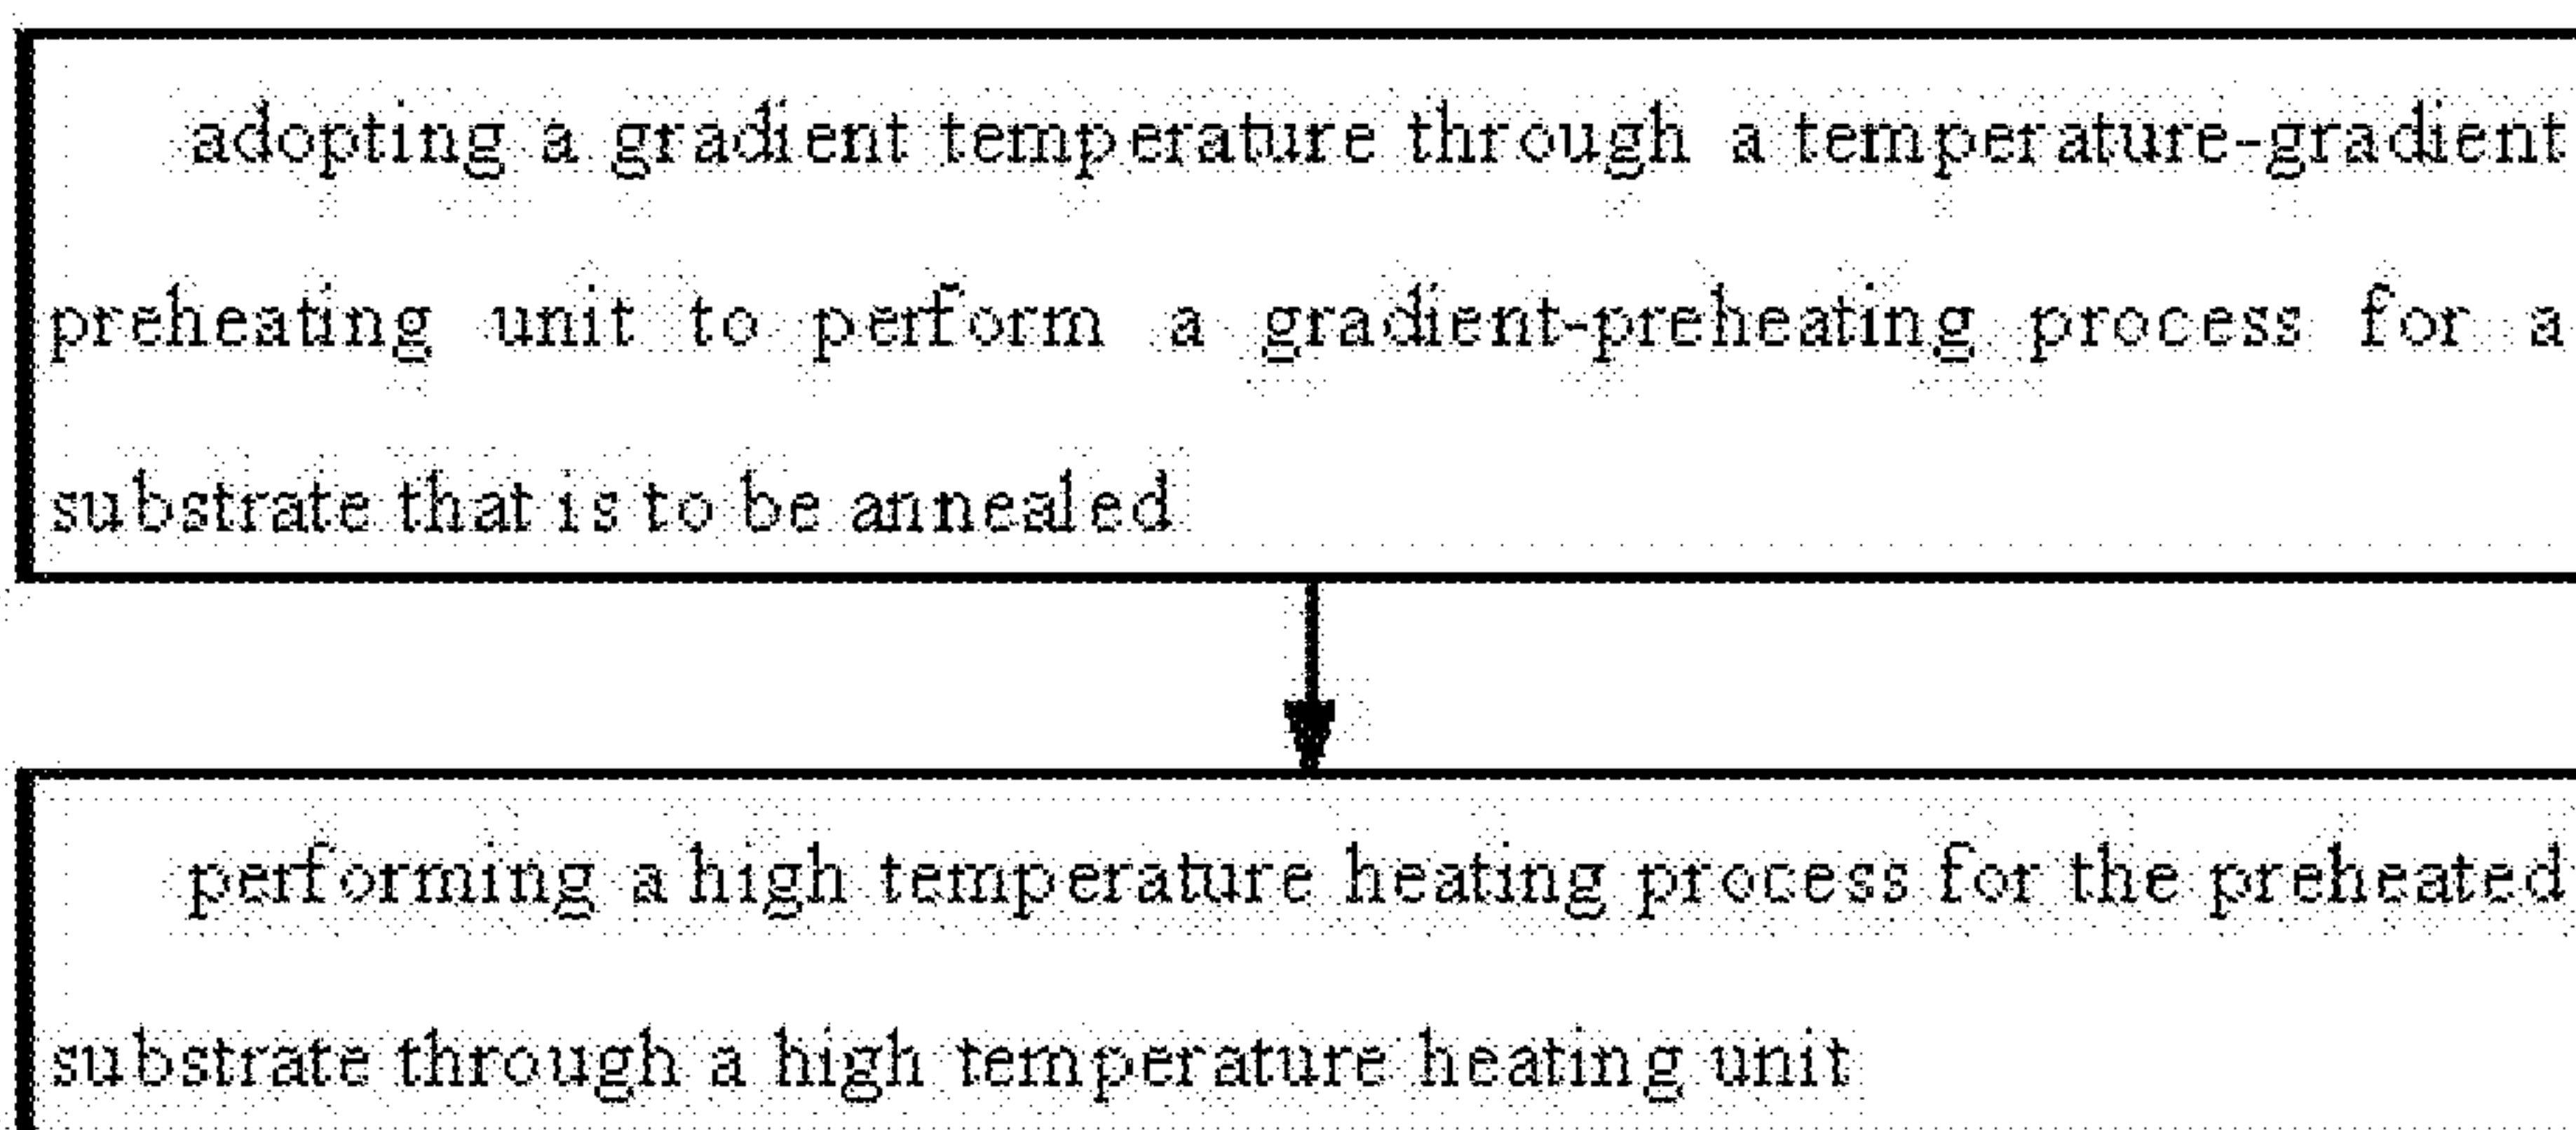 adopting a gradient temperature through a temperature-gradient
preheating unit to perform a gradient-preheating process for a
substrate that is to be annealed
performing a high temperature heating process for the preheated
substrate through a high temperature heating unit